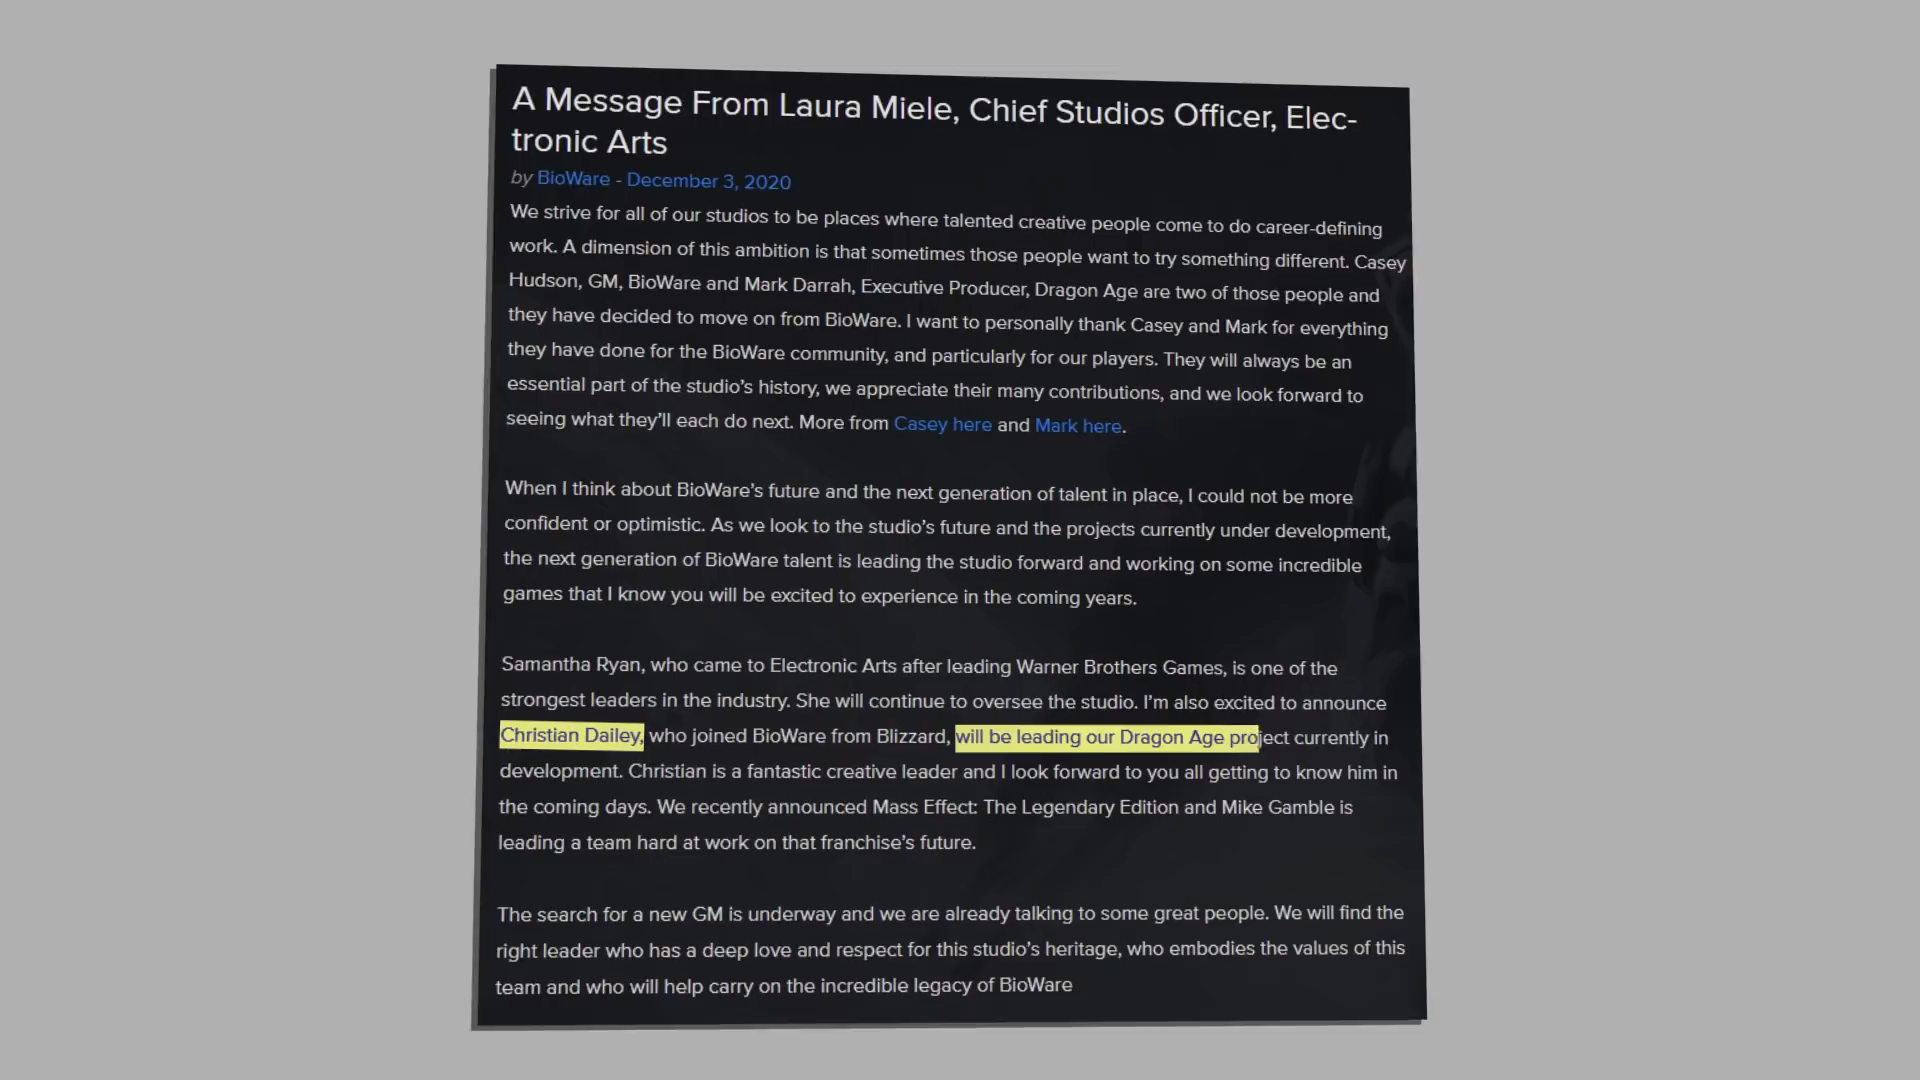 A Message From Laura Miele, Chief Studios Officer, Elec-
tronic Arts
by BioWare - December 3, 2020
We strive for all of our studios to be places where talented creative people come to do career-defining
work. A dimension of this ambition is that sometimes those people want to try something different. Casey
Hudson, GM, BioWare and Mark Darrah, Executive Producer, Dragon Age are two of those people and
they have decided to move on from BioWare. I want to personally thank Casey and Mark for everything
they have done for the BioWare community, and particularly for our players. They will always be an
essential part of the studio’s history, we appreciate their many contributions, and we look forward to
seeing what they’ll each do next. More from Casey here and Mark here.
When I think about BioWare’s future and the next generation of talent in place, I could not be more
confident or optimistic. As we look to the studio’s future and the projects currently under development,
the next generation of BioWare talent is leading the studio forward and working on some incredible
games that I know you will be excited to experience in the coming years.
Samantha Ryan, who came to Electronic Arts after leading Warner Brothers Games, is one of the
strongest leaders in the industry. She will continue to oversee the studio. I’m also excited to announce
Christian Dailey, who joined BioWare from Blizzard, will be leading our Dragon Age project currently in
development. Christian is a fantastic creative leader and I look forward to you all getting to know him in
the coming days. We recently announced Mass Effect: The Legendary Edition and Mike Gamble is
leading a team hard at work on that franchise’s future.
The search for a new GM is underway and we are already talking to some great people. We will find the
right leader who has a deep love and respect for this studio’s heritage, who embodies the values of this
team and who will help carry on the incredible legacy of BioWare